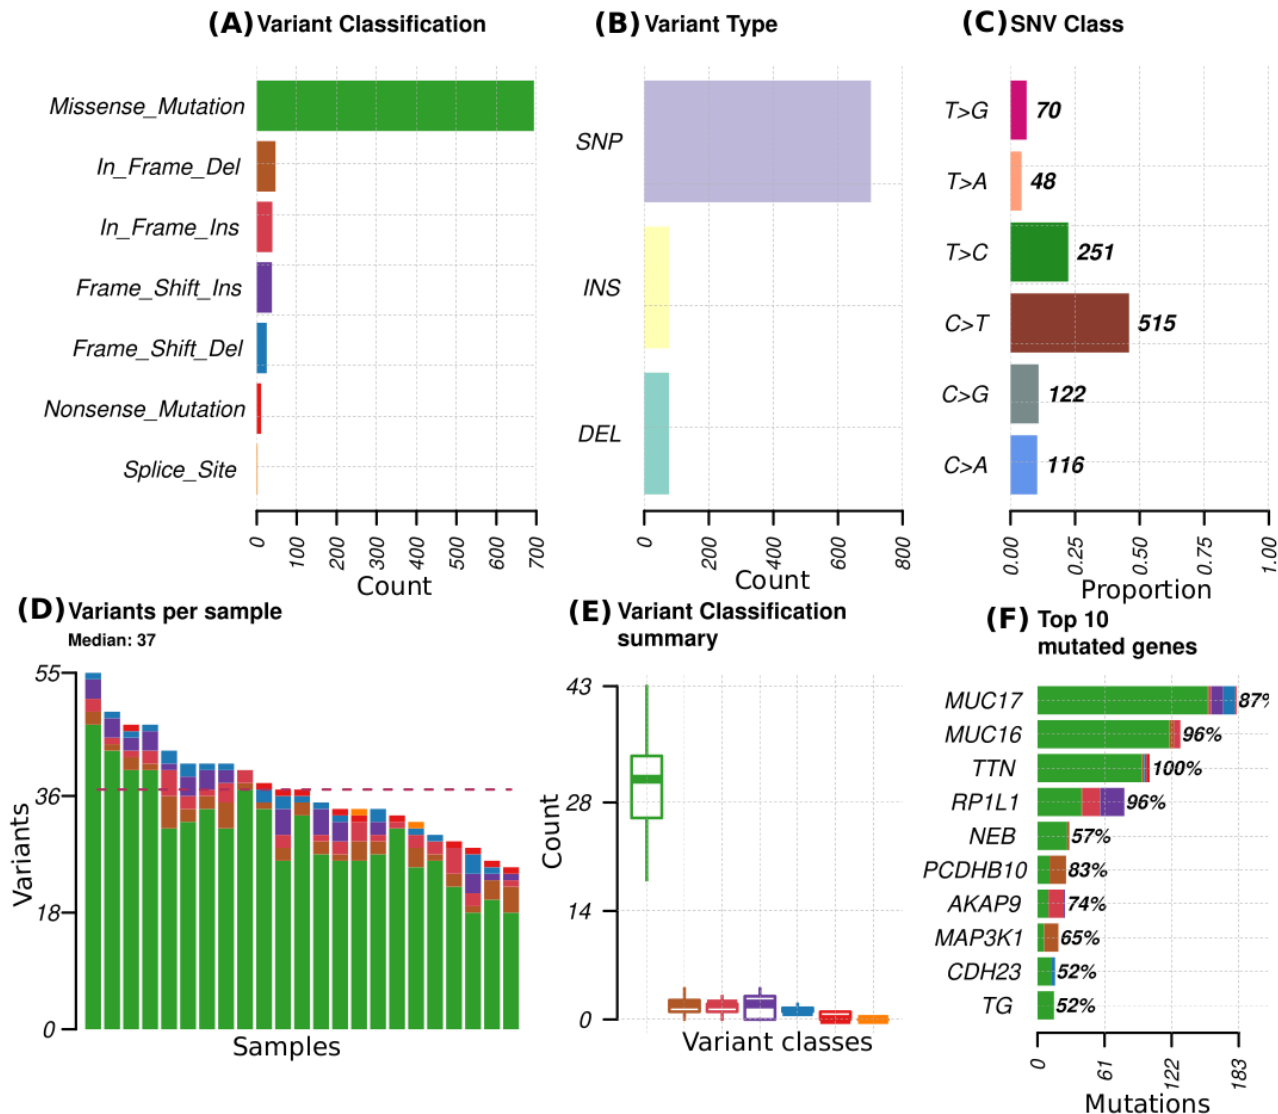 (A) Variant Classification
Missense_Mutation
In_Frame_Del
In_Frame_Ins
Frame_Shift_Ins
Frame_Shift_Del
Nonsense_Mutation
Splice_Site
0 100 200 300 400 500 600 700
Count
(B) Variant Type
SNP
INS
DEL
0 200 400 600 800
Count
(C) SNV Class
T>G 70
T>A 48
T>C 251
C>T 515
C>G 122
C>A 116
0.00 0.25 0.50 0.75 1.00
Proportion
(D) Variants per sample
Median: 37
Variants
55
36
18
0
Samples
(E) Variant Classification
summary
Count
43
28
14
0
Variant classes
(F) Top 10
mutated genes
MUC17 87%
MUC16 96%
TTN 100%
RP1L1 96%
NEB 57%
PCDHB10 83%
AKAP9 74%
MAP3K1 65%
CDH23 52%
TG 52%
0 61 122 183
Mutations